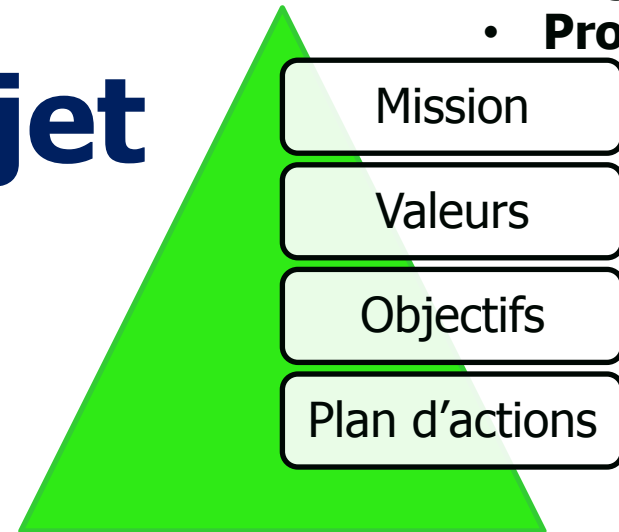 • Pro
jet
Mission
Valeurs
Objectifs
Plan d’actions